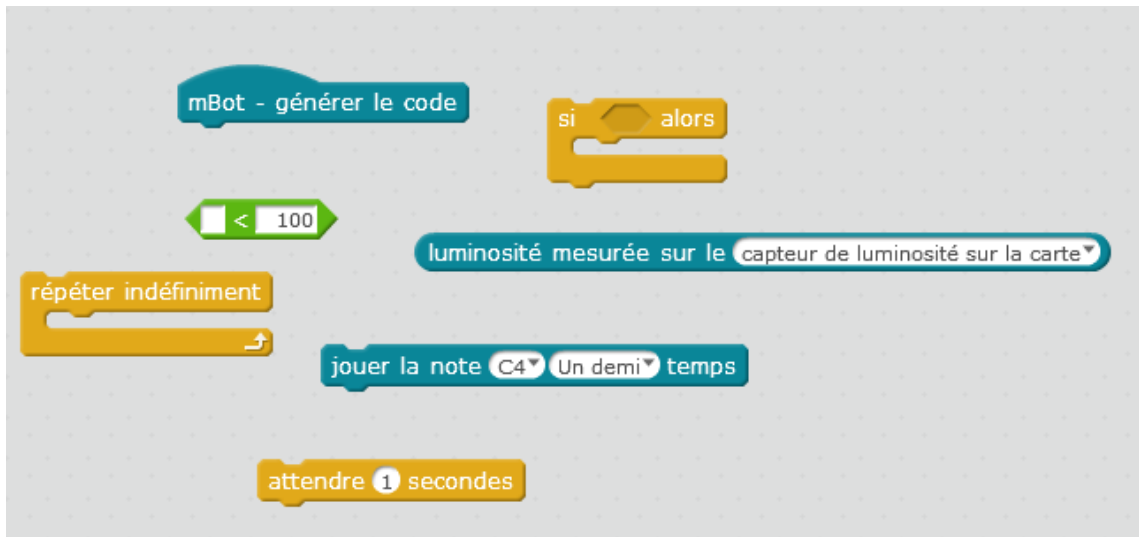 mBot - générer le code
si alors
< 100
luminosité mesurée sur le capteur de luminosité sur la carte
répéter indéfiniment
jouer la note C4 Un demi temps
attendre 1 secondes